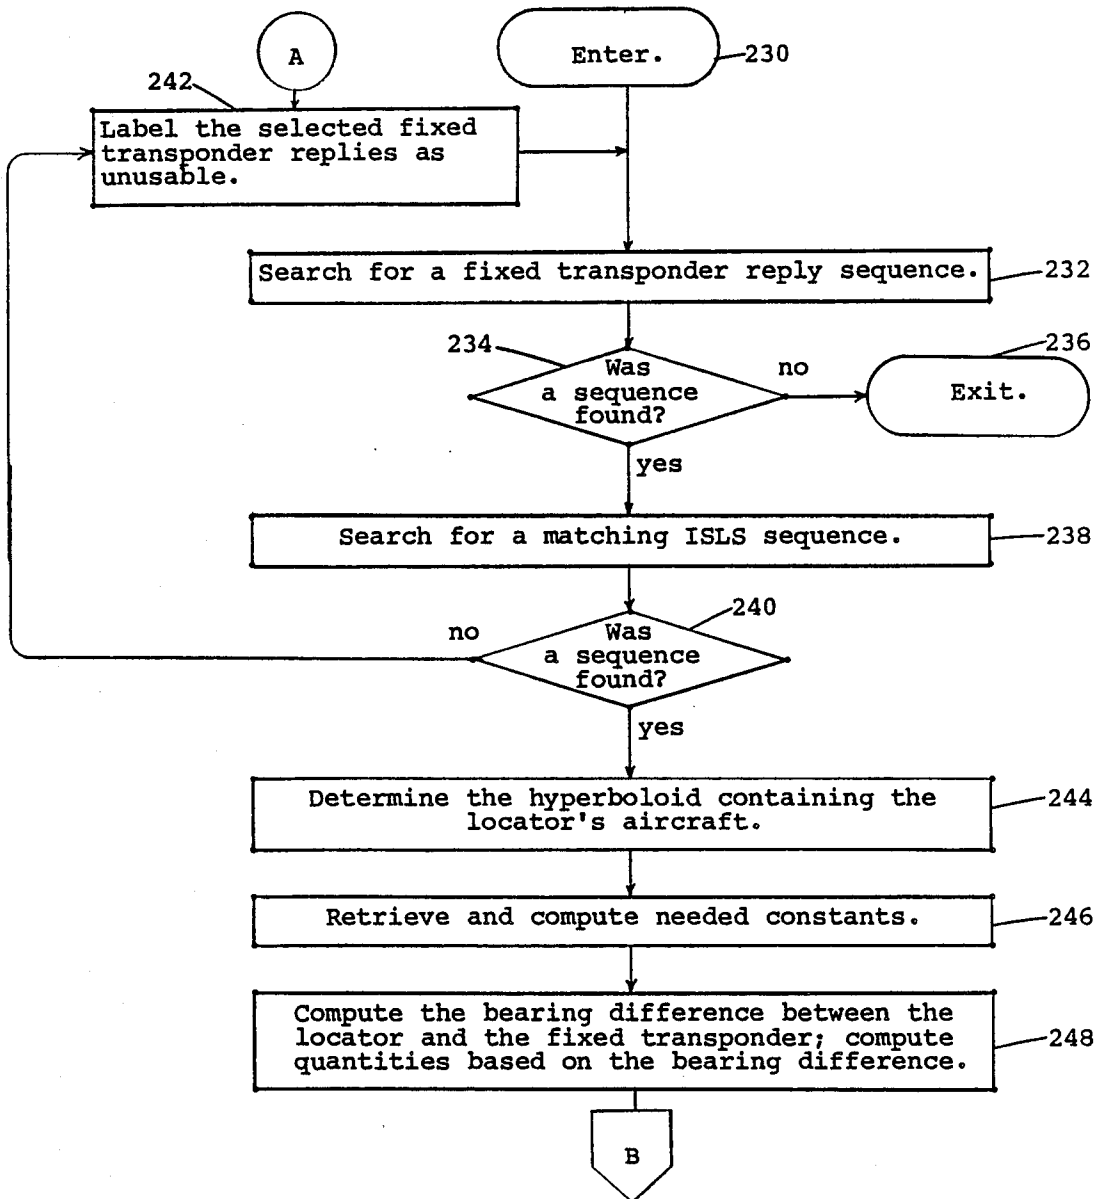 A
Enter.
230
242
Label the selected fixed
transponder replies as
unusable.
Search for a fixed transponder reply sequence.
232
234
Was
a sequence
found?
no
236
Exit.
yes
Search for a matching ISLS sequence.
238
240
no
Was
a sequence
found?
yes
Determine the hyperboloid containing the
locator's aircraft.
244
Retrieve and compute needed constants.
246
Compute the bearing difference between the
locator and the fixed transponder; compute
quantities based on the bearing difference.
248
B